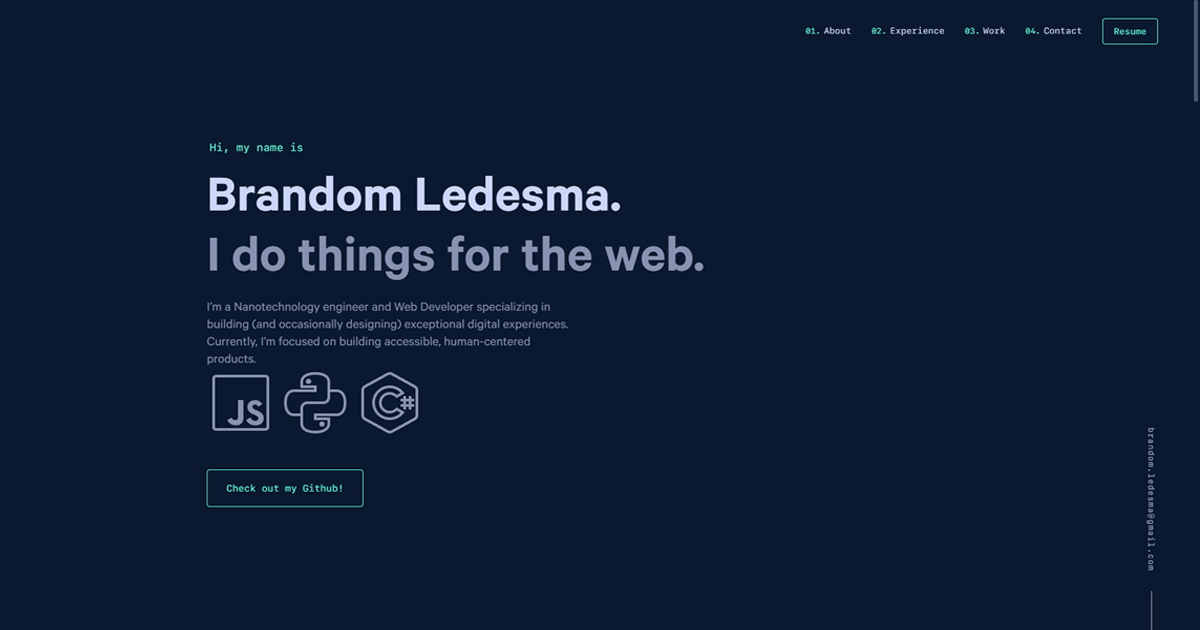 01. About 02. Experience 03. Work 04. Contact Resume
Hi, my name is
Brandom Ledesma.
I do things for the web.
I'm a Nanotechnology engineer and Web Developer specializing in
building (and occasionally designing) exceptional digital experiences.
Currently, I'm focused on building accessible, human-centered
products.
JS C#
Check out my Github!
brandom.ledesma@gmail.com